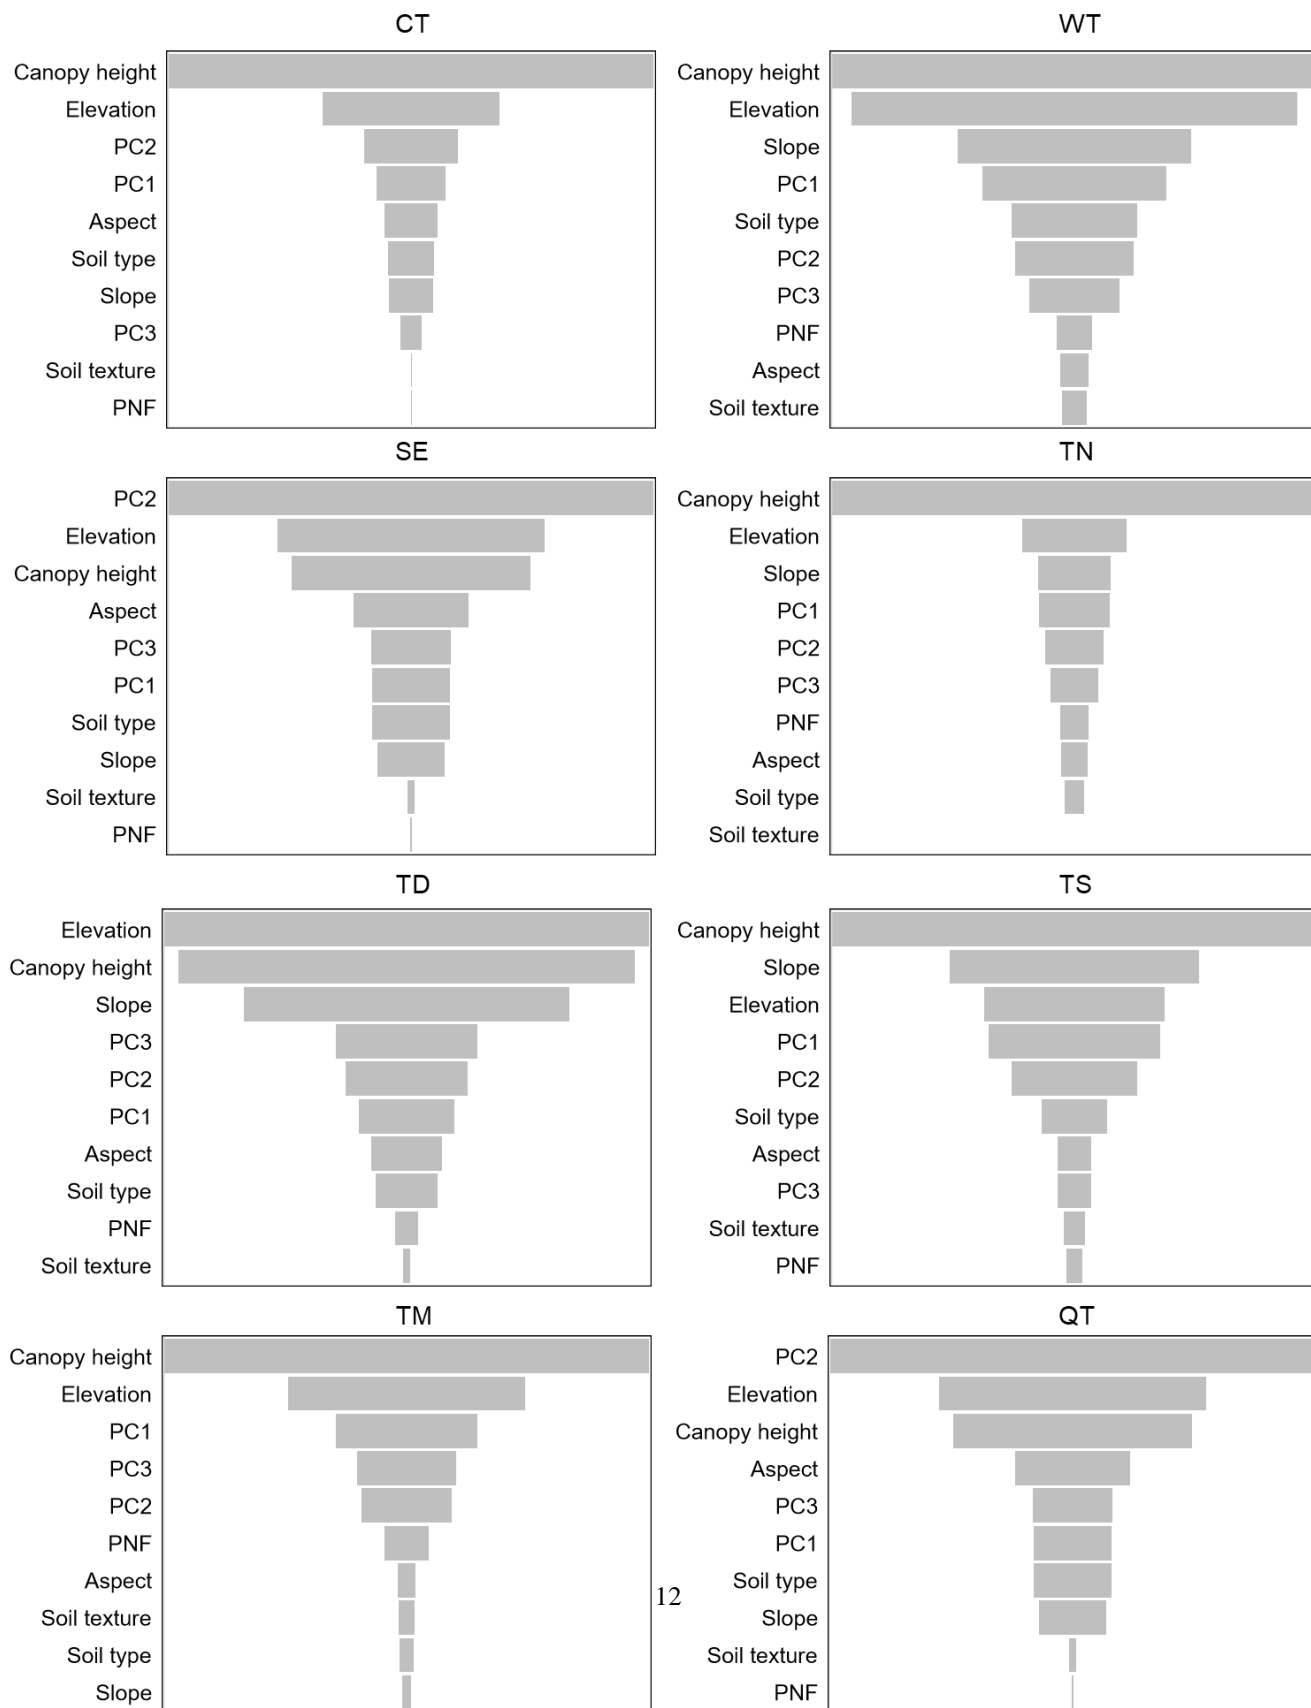 CT
Canopy height
Elevation
PC2
PC1
Aspect
Soil type
Slope
PC3
Soil texture
PNF
WT
Canopy height
Elevation
Slope
PC1
Soil type
PC2
PC3
PNF
Aspect
Soil texture
SE
PC2
Elevation
Canopy height
Aspect
PC3
PC1
Soil type
Slope
Soil texture
PNF
TN
Canopy height
Elevation
Slope
PC1
PC2
PC3
PNF
Aspect
Soil type
Soil texture
TD
Elevation
Canopy height
Slope
PC3
PC2
PC1
Aspect
Soil type
PNF
Soil texture
TS
Canopy height
Slope
Elevation
PC1
PC2
Soil type
Aspect
PC3
Soil texture
PNF
TM
Canopy height
Elevation
PC1
PC3
PC2
PNF
Aspect
Soil texture
Soil type
Slope
QT
PC2
Elevation
Canopy height
Aspect
PC3
PC1
Soil type
Slope
Soil texture
PNF
12